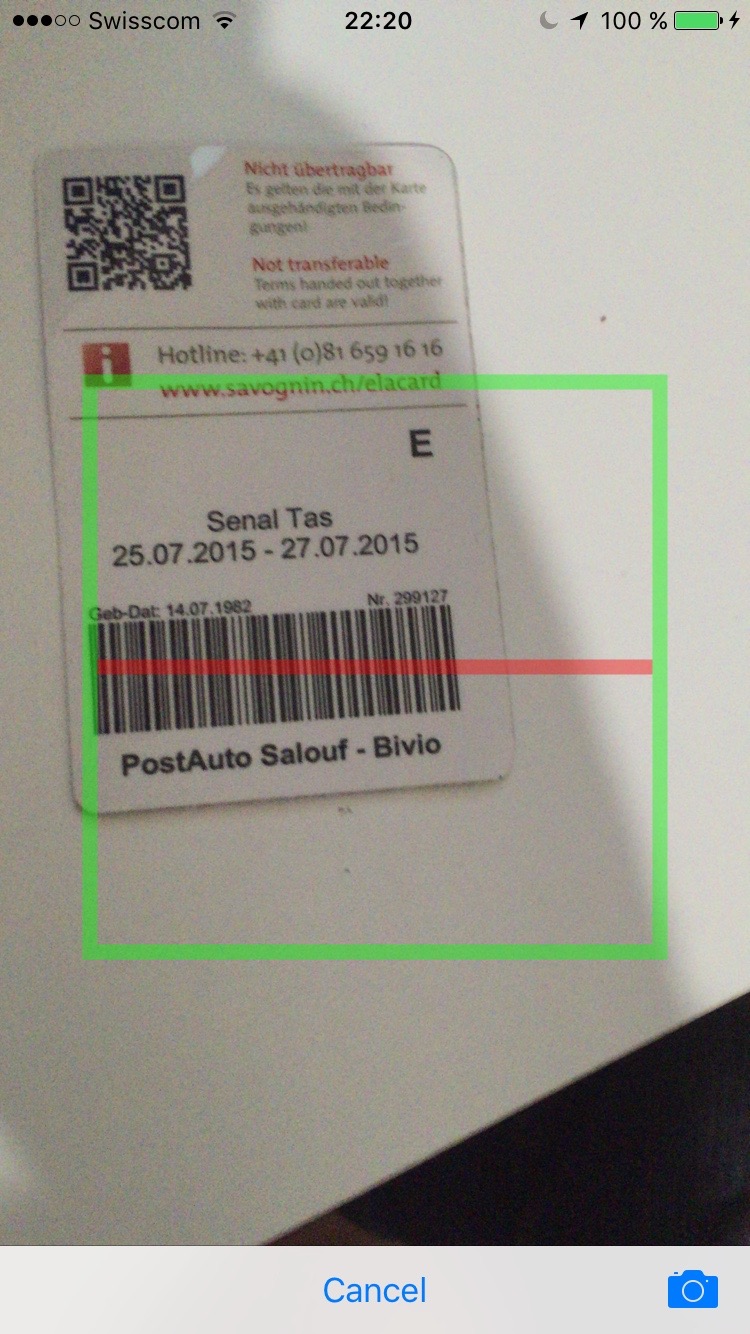 Swisscom
22:20
100 %
Nicht übertragbar
Es gelten die mit der Karte
ausgehändigten Bedin-
gungen!
Not transferable
Terms handed out together
with card are valid!
Hotline: +41 (0)81 659 16 16
www.savognin.ch/elacard
E
Senal Tas
25.07.2015 - 27.07.2015
Geb-Dat: 14.07.1982
Nr. 299127
PostAuto Salouf - Bivio
Cancel